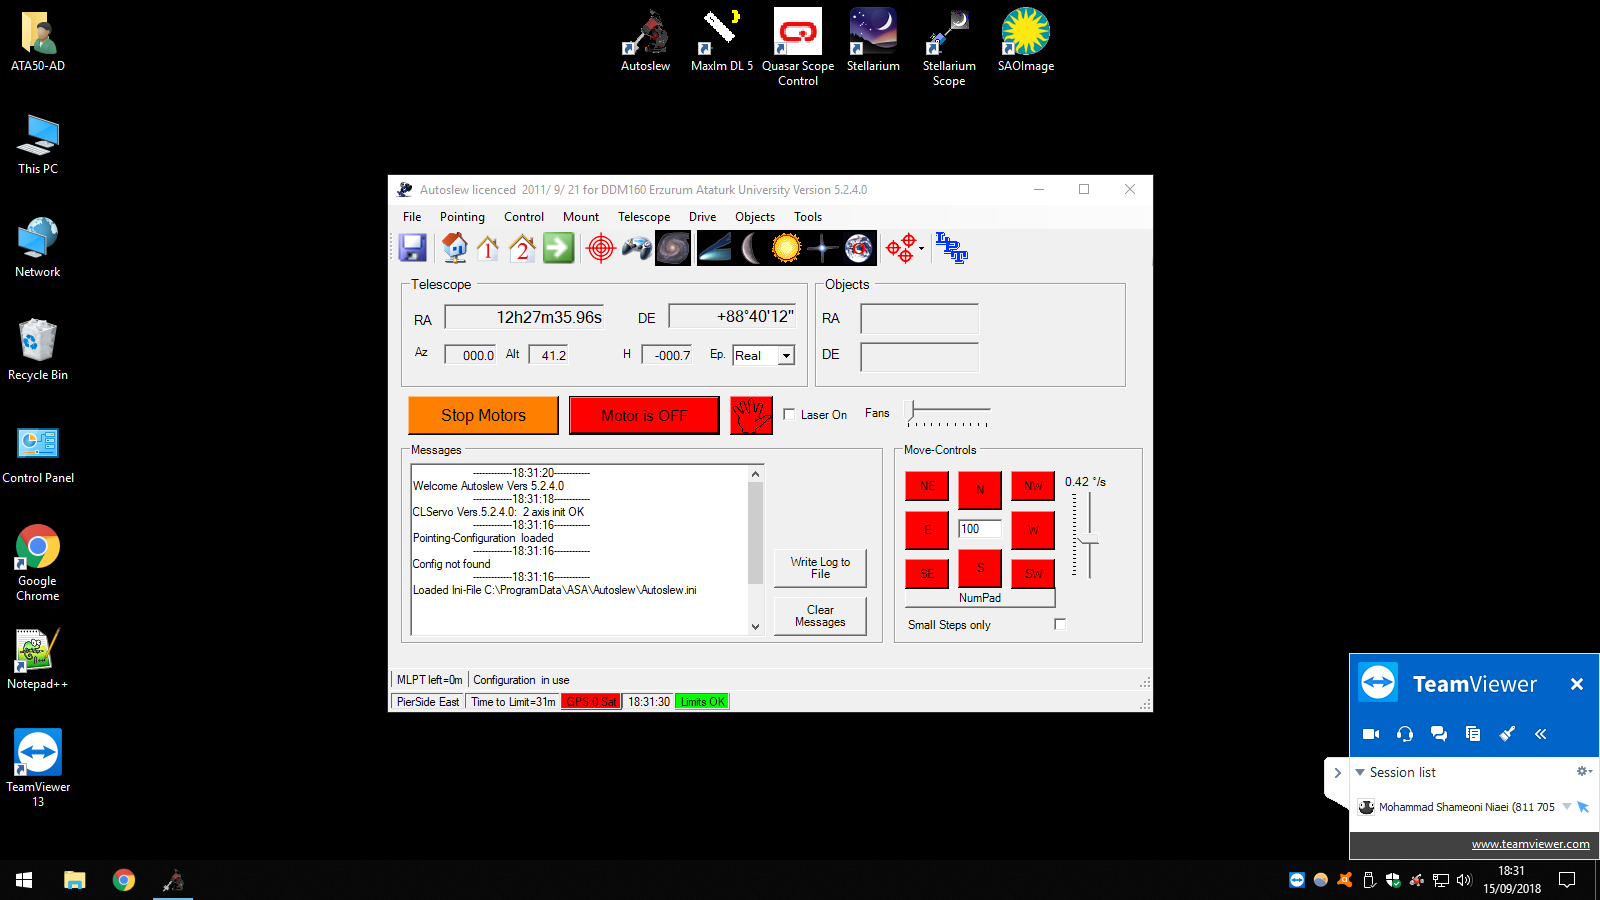 ATA50-AD
This PC
Network
Recycle Bin
Control Panel
Google
Chrome
Notepad++
TeamViewer
13
Autoslew
MaxIm DL 5
Quasar Scope
Control
Stellarium
Stellarium
Scope
SAOImage
Autoslew licenced 2011/ 9/ 21 for DDM160 Erzurum Ataturk University Version 5.2.4.0
File Pointing Control Mount Telescope Drive Objects Tools
1 2
Telescope
RA 12h27m35.96s DE +88°40'12"
Az 000.0 Alt 41.2 H -000.7 Ep. Real
Objects
RA
DE
Stop Motors Motor is OFF Laser On Fans
Messages
------------18:31:20------------
Welcome Autoslew Vers 5.2.4.0
------------18:31:18------------
CLServo Vers.5.2.4.0: 2 axis init OK
------------18:31:16------------
Pointing-Configuration loaded
------------18:31:16------------
Config not found
------------18:31:16------------
Loaded Ini-File C:\ProgramData\ASA\Autoslew\Autoslew.ini
Write Log to
File
Clear
Messages
Move-Controls
NE N NW 0.42 °/s
E 100 W
SE S SW
NumPad
Small Steps only
MLPT left=0m Configuration in use
PierSide East Time to Limit=31m GPS 0 Sat 18:31:30 Limits OK
TeamViewer
Session list
Mohammad Shameoni Niaei (811 705
www.teamviewer.com
18:31
15/09/2018